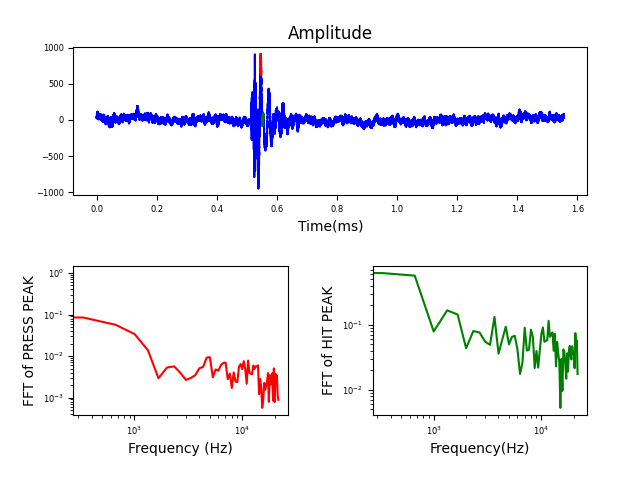 Amplitude
1000
500
0
−500
−1000
0.0 0.2 0.4 0.6 0.8 1.0 1.2 1.4 1.6
Time(ms)
FFT of PRESS PEAK
10⁰
10⁻¹
10⁻²
10⁻³
10³ 10⁴
Frequency (Hz)
FFT of HIT PEAK
10⁻¹
10⁻²
10³ 10⁴
Frequency(Hz)